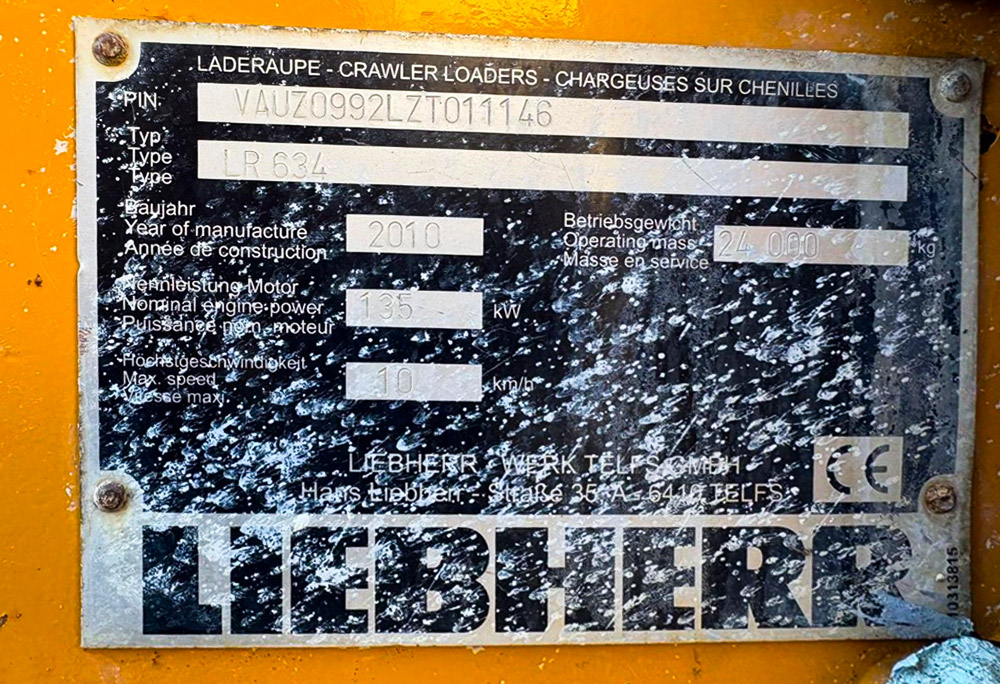 LADERAUPE - CRAWLER LOADERS - CHARGEUSES SUR CHENILLES
PIN VAUZ0992LZT011146
Typ
Type LR 634
Type
Baujahr
Year of manufacture 2010
Année de construction
Betriebsgewicht
Operating mass 24 000 kg
Masse en service
Nennleistung Motor
Nominal engine power 135 kW
Puissance nom. moteur
Höchstgeschwindigkeit
Max. speed 10 km/h
Vitesse maxi
LIEBHERR - WERK TELFS GMBH
Hans Liebherr - Straße 35, A - 6410 TELFS
CE
LIEBHERR
10313815